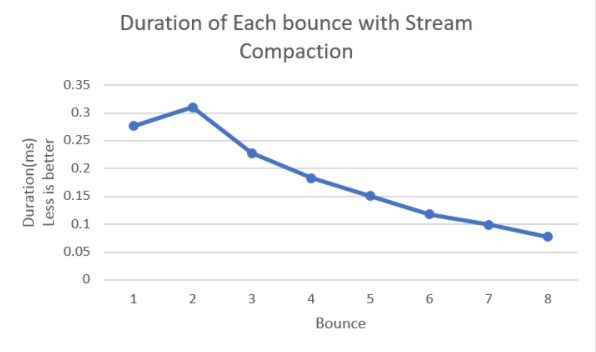 Duration of Each bounce with Stream
Compaction
Duration(ms)
Less is better
0.35
0.3
0.25
0.2
0.15
0.1
0.05
0
1 2 3 4 5 6 7 8
Bounce